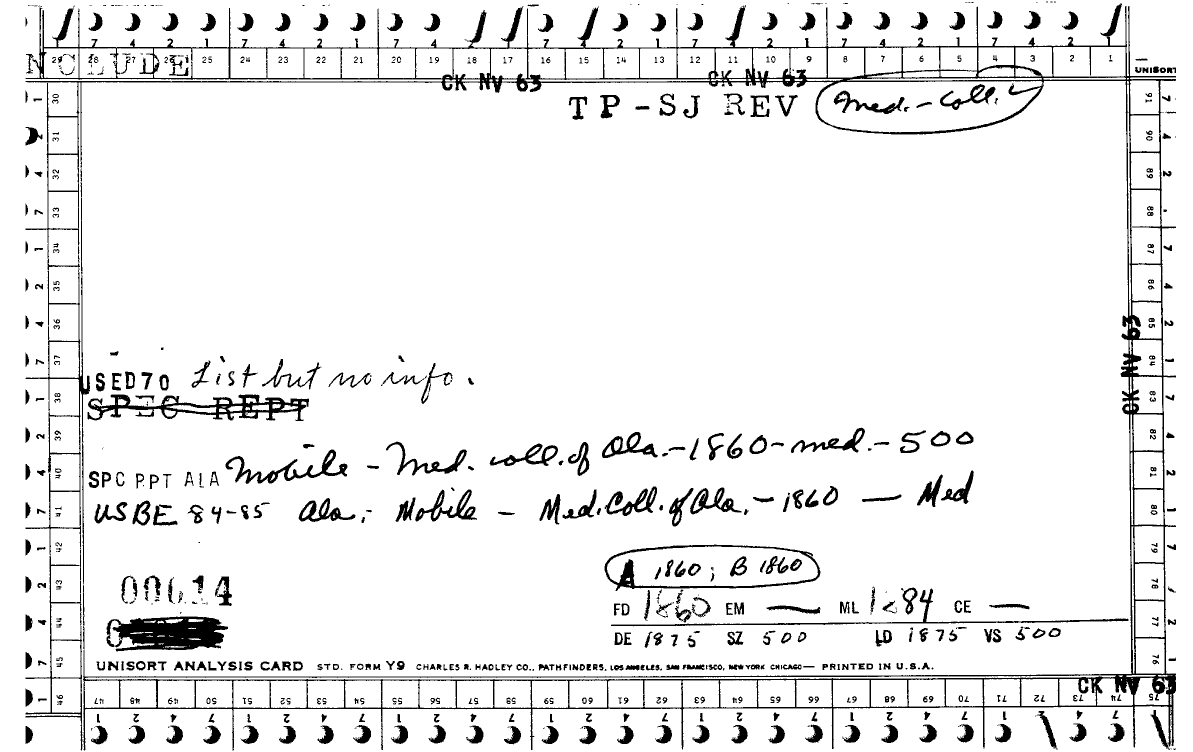 7 4 2 1 7 4 2 1 7 4 2 1 7 4 2 1 7 4 2 1 7 4 2 1 7 4 2 1
29 28 27 26 25 24 23 22 21 20 19 18 17 16 15 14 13 12 11 10 9 8 7 6 5 4 3 2 1
NCLUDE
UNISORT
CK NV 63 CK NV 63
TP-SJ REV Med.-Coll.
30 31 32 33 34 35 36 37 38 39 40 41 42 43 44 45 46
91 90 89 88 87 86 85 84 83 82 81 80 79 78 77 76
CK NV 63
USED70 List but no info.
SPEC REPT
SPC RPT ALA Mobile - Med. coll. of Ala.-1860-med.-500
USBE 84-85 Ala.- Mobile - Med. Coll. of Ala. - 1860 — Med
A 1860; B 1860
00614
FD 1860 EM — ML 1884 CE —
DE 1875 SZ 500 LD 1875 VS 500
UNISORT ANALYSIS CARD STD. FORM Y9 CHARLES R. HADLEY CO., PATHFINDERS, LOS ANGELES, SAN FRANCISCO, NEW YORK CHICAGO— PRINTED IN U.S.A.
CK NV 63
47 48 49 50 51 52 53 54 55 56 57 58 59 60 61 62 63 64 65 66 67 68 69 70 71 72 73 74 75
1 2 4 7 1 2 4 7 1 2 4 7 1 2 4 7 1 2 4 7 1 2 4 7 1 2 4 7